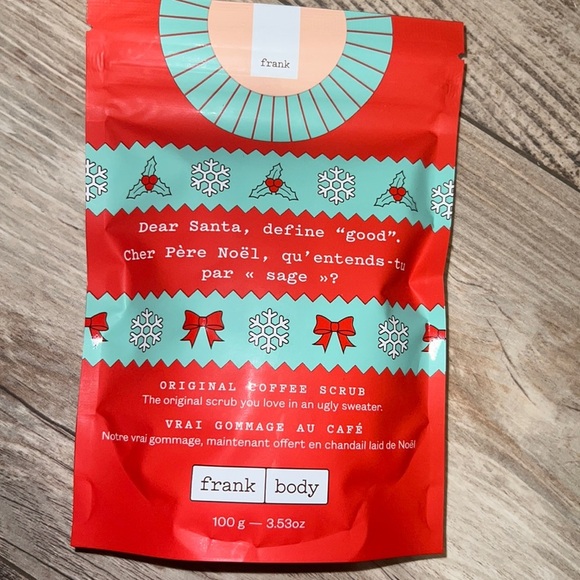 frank
Dear Santa, define “good”.
Cher Père Noël, qu’entends-tu
par « sage »?
ORIGINAL COFFEE SCRUB
The original scrub you love in an ugly sweater.
VRAI GOMMAGE AU CAFÉ
Notre vrai gommage, maintenant offert en chandail laid de Noël
frank body
100 g — 3.53oz